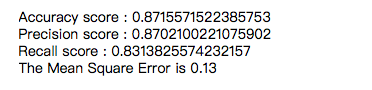 Accuracy score : 0.8715571522385753
Precision score : 0.8702100221075902
Recall score : 0.8313825574232157
The Mean Square Error is 0.13